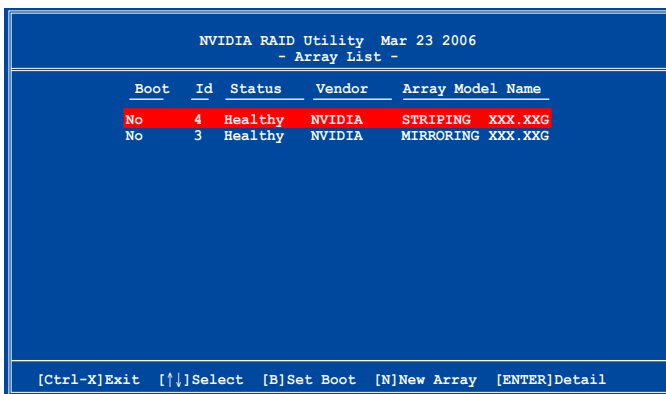 NVIDIA RAID Utility  Mar 23 2006
- Array List -
Boot  Id  Status  Vendor  Array Model Name
No  4  Healthy  NVIDIA  STRIPING  XXX.XXG
No  3  Healthy  NVIDIA  MIRRORING  XXX.XXG
[Ctrl-X]Exit  [↑↓]Select  [B]Set Boot  [N]New Array  [ENTER]Detail